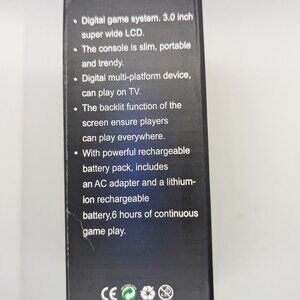 • Digital game system. 3.0 inch
super wide LCD.
• The console is slim, portable
and trendy.
• Digital multi-platform device,
can play on TV.
• The backlit function of the
screen ensure players
can play everywhere.
• With powerful rechargeable
battery pack, includes
an AC adapter and a lithium-
ion rechargeable
battery,6 hours of continuous
game play.
CE